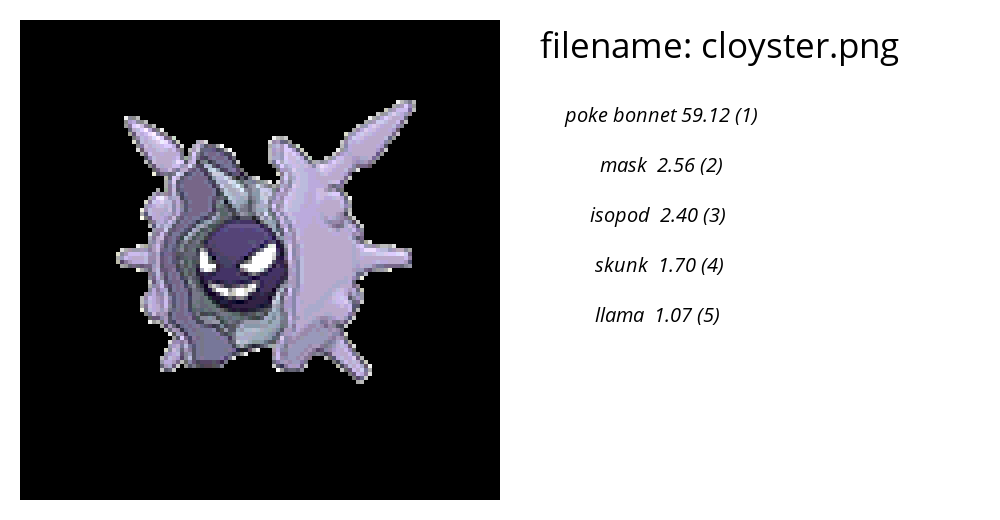 filename: cloyster.png
poke bonnet 59.12 (1)
mask 2.56 (2)
isopod 2.40 (3)
skunk 1.70 (4)
llama 1.07 (5)